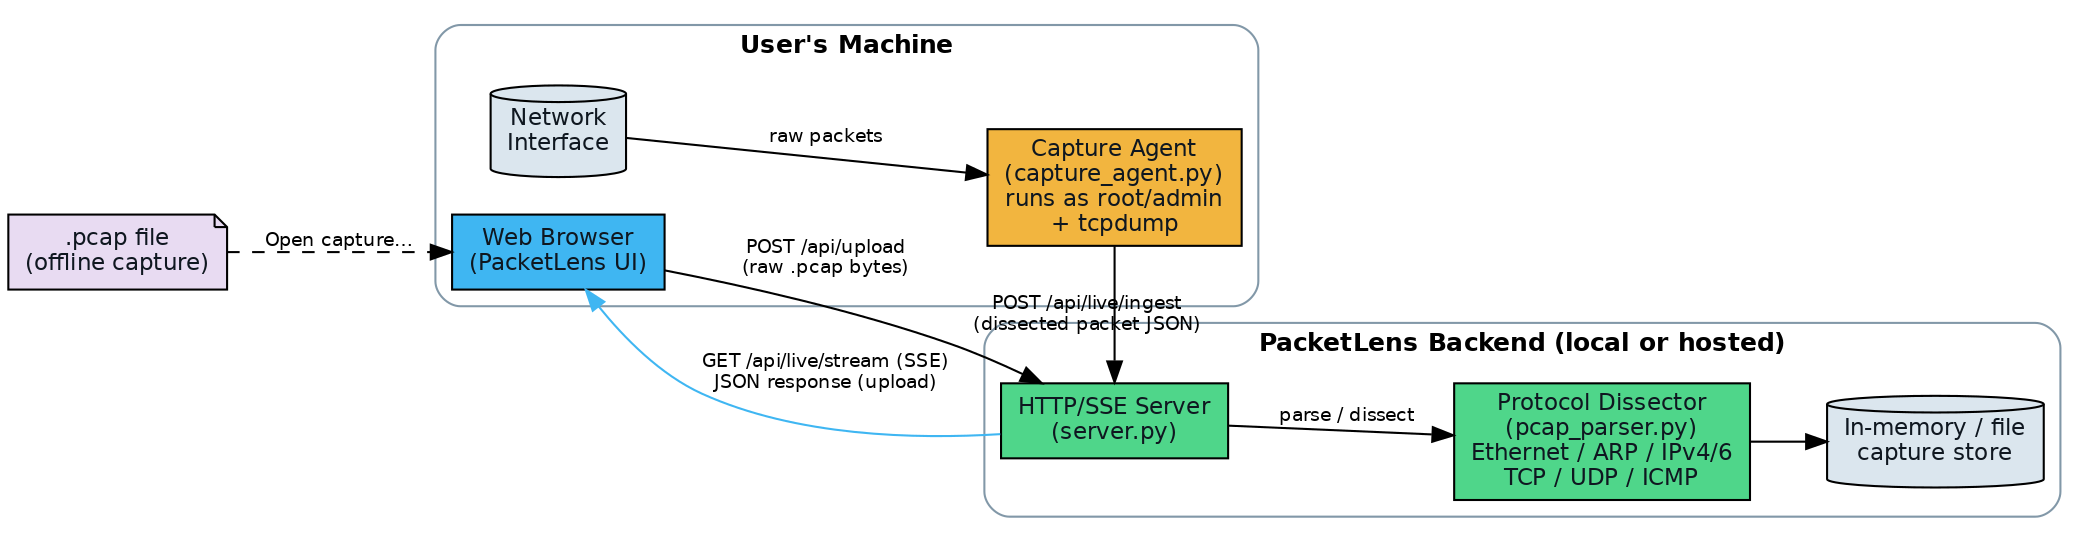 User's Machine
Network
Interface
raw packets
Capture Agent
(capture_agent.py)
runs as root/admin
+ tcpdump
.pcap file
(offline capture)
Open capture...
Web Browser
(PacketLens UI)
POST /api/upload
(raw .pcap bytes)
POST /api/live/ingest
(dissected packet JSON)
GET /api/live/stream (SSE)
JSON response (upload)
PacketLens Backend (local or hosted)
HTTP/SSE Server
(server.py)
parse / dissect
Protocol Dissector
(pcap_parser.py)
Ethernet / ARP / IPv4/6
TCP / UDP / ICMP
In-memory / file
capture store